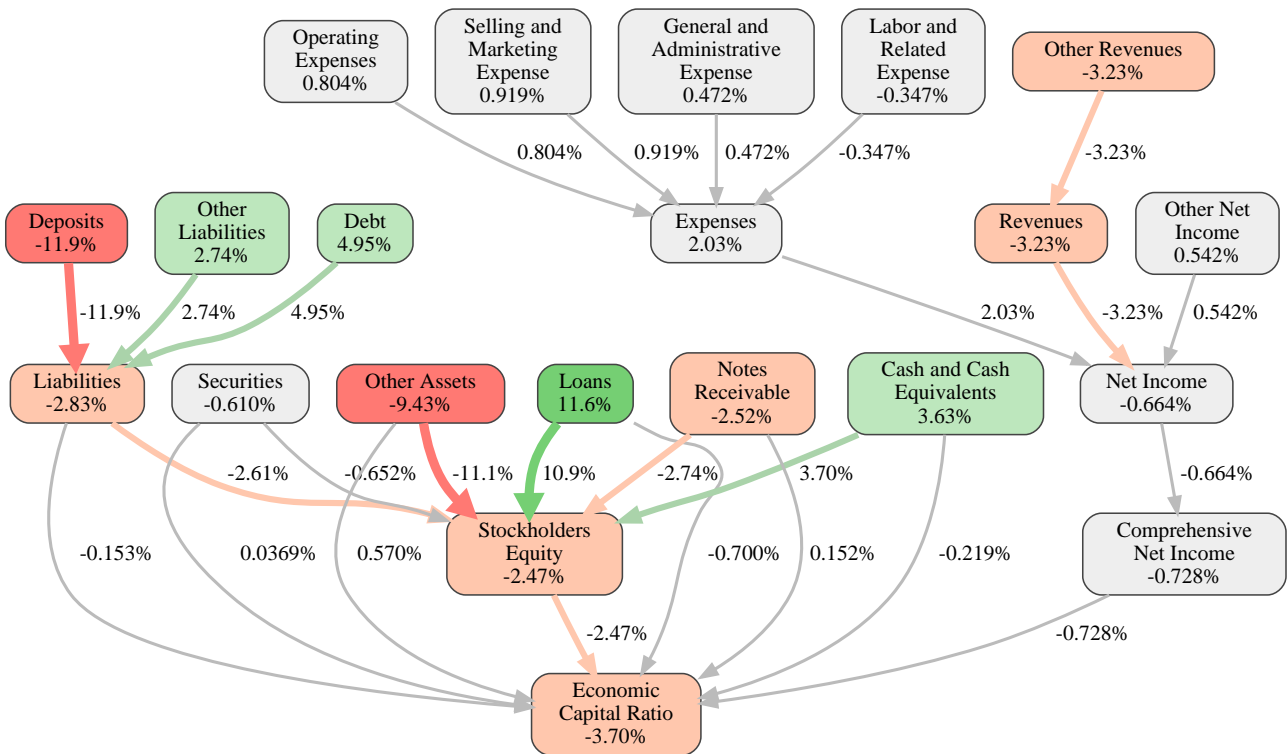 Operating
Expenses
0.804%
Selling and
Marketing
Expense
0.919%
General and
Administrative
Expense
0.472%
Labor and
Related
Expense
-0.347%
Other Revenues
-3.23%
0.804%
0.919%
0.472%
-0.347%
-3.23%
Deposits
-11.9%
Other
Liabilities
2.74%
Debt
4.95%
Expenses
2.03%
Revenues
-3.23%
Other Net
Income
0.542%
-11.9%
2.74%
4.95%
2.03%
-3.23%
0.542%
Liabilities
-2.83%
Securities
-0.610%
Other Assets
-9.43%
Loans
11.6%
Notes
Receivable
-2.52%
Cash and Cash
Equivalents
3.63%
Net Income
-0.664%
-2.61%
-0.652%
-11.1%
10.9%
-2.74%
3.70%
-0.664%
-0.153%
0.0369%
0.570%
Stockholders
Equity
-2.47%
-0.700%
0.152%
-0.219%
Comprehensive
Net Income
-0.728%
-2.47%
-0.728%
Economic
Capital Ratio
-3.70%